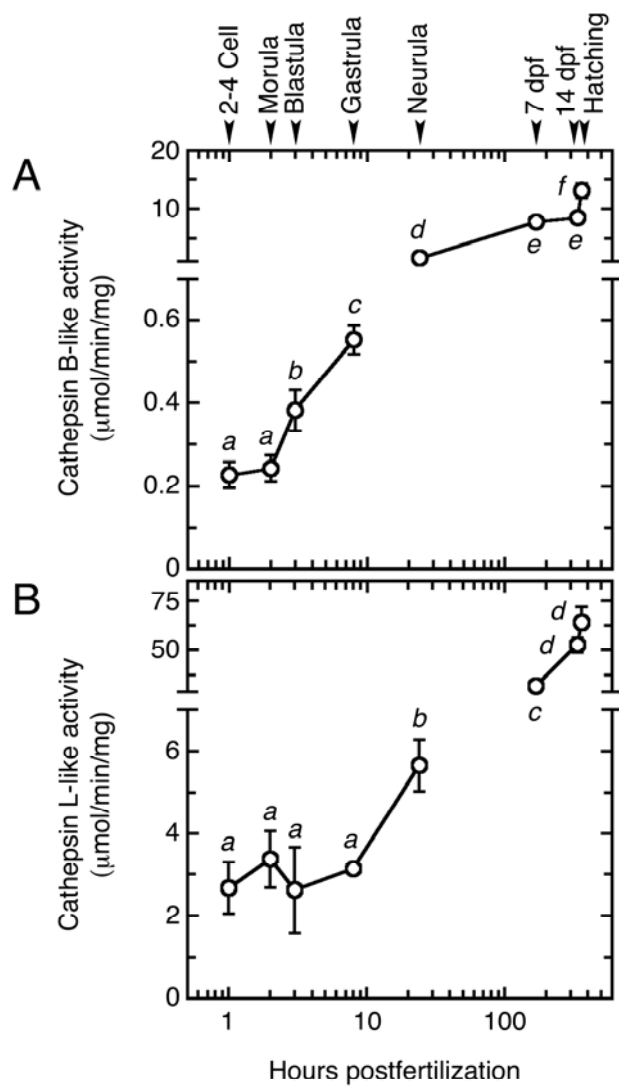 2-4 Cell
Morula
Blastula
Gastrula
Neurula
7 dpf
14 dpf
Hatching
A
Cathepsin B-like activity
(μmol/min/mg)
20
10
0.6
0.4
0.2
0
a
a
b
c
d
e
e
f
B
Cathepsin L-like activity
(μmol/min/mg)
75
50
6
4
2
0
a
a
a
a
b
c
d
d
1
10
100
Hours postfertilization